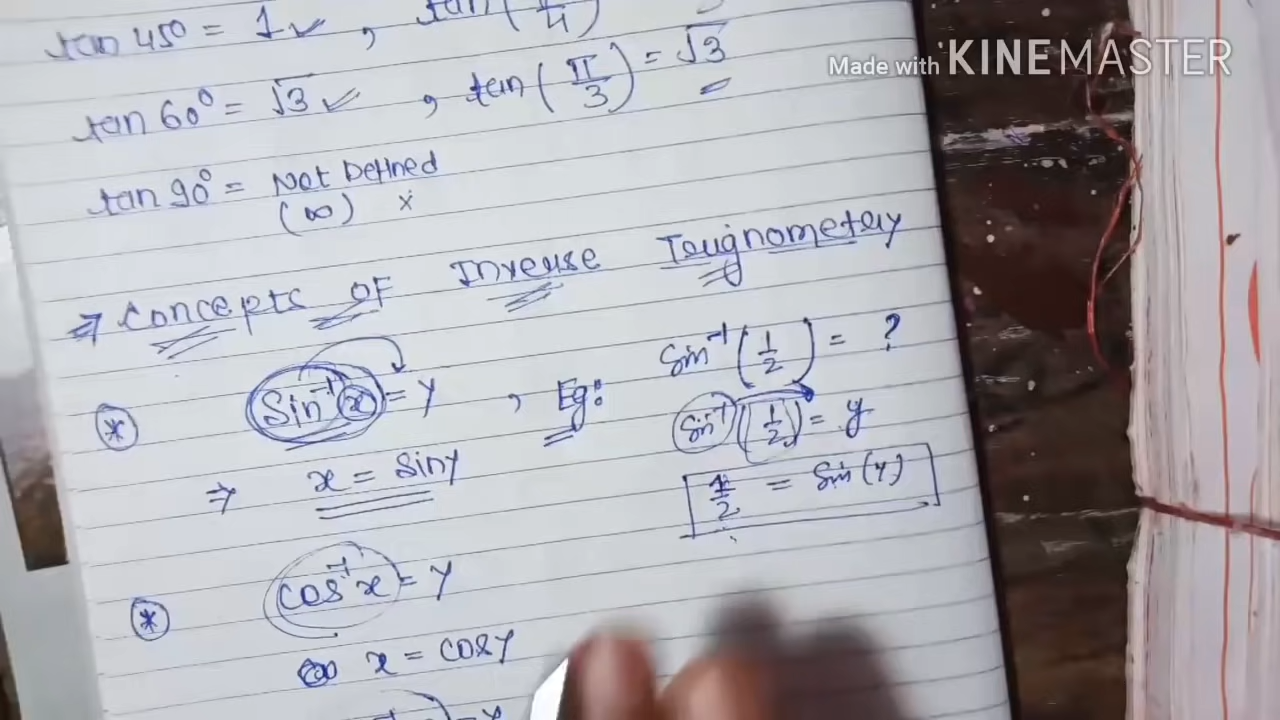 tan 45° = 1 ✓ , tan(π/4)
Made with KINEMASTER
tan 60° = √3 ✓ , tan(π/3) = √3
tan 90° = Not Defined
(∞) ×
⇒ Concepts OF Inverse Trugnometery
* Sin⁻¹x = y , Eg: Sin⁻¹(1/2) = ?
Sin⁻¹(1/2) = y
⇒ x = Siny
1/2 = Sin(y)
* cos⁻¹x = y
x = cosy